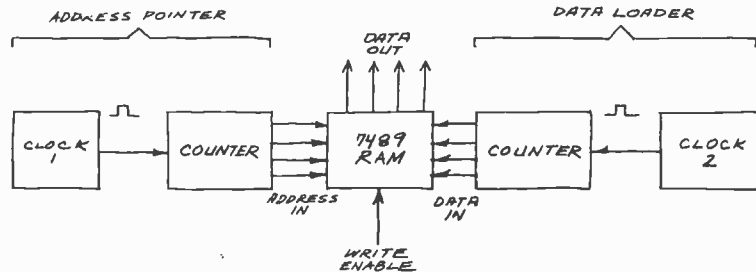 ADDRESS POINTER
DATA LOADER
DATA
OUT
CLOCK
1
COUNTER
7489
RAM
COUNTER
CLOCK
2
ADDRESS
IN
DATA
IN
WRITE
ENABLE